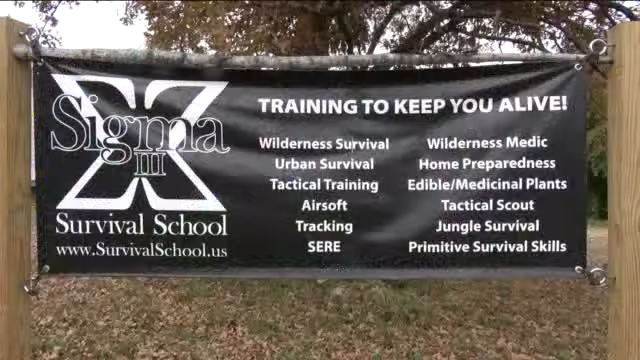 Sigma
III
Survival School
www.SurvivalSchool.us
TRAINING TO KEEP YOU ALIVE!
Wilderness Survival
Urban Survival
Tactical Training
Airsoft
Tracking
SERE
Wilderness Medic
Home Preparedness
Edible/Medicinal Plants
Tactical Scout
Jungle Survival
Primitive Survival Skills